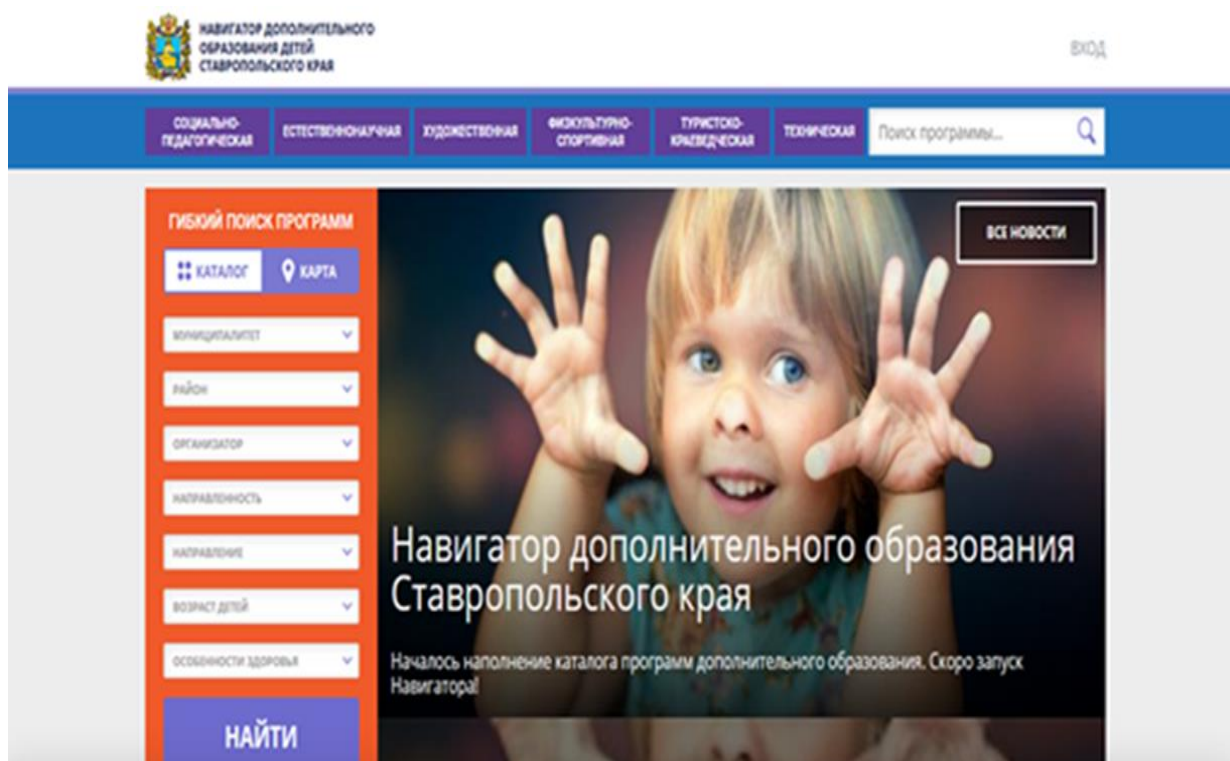 НАВИГАТОР ДОПОЛНИТЕЛЬНОГО
ОБРАЗОВАНИЯ ДЕТЕЙ
СТАВРОПОЛЬСКОГО КРАЯ
ВХОД
СОЦИАЛЬНО-
ПЕДАГОГИЧЕСКАЯ
ЕСТЕСТВЕННОНАУЧНАЯ
ХУДОЖЕСТВЕННАЯ
ФИЗКУЛЬТУРНО-
СПОРТИВНАЯ
ТУРИСТСКО-
КРАЕВЕДЧЕСКАЯ
ТЕХНИЧЕСКАЯ
Поиск программы...
ГИБКИЙ ПОИСК ПРОГРАММ
КАТАЛОГ
КАРТА
МУНИЦИПАЛИТЕТ
РАЙОН
ОРГАНИЗАТОР
НАПРАВЛЕННОСТЬ
НАПРАВЛЕНИЕ
ВОЗРАСТ ДЕТЕЙ
ОСОБЕННОСТИ ЗДОРОВЬЯ
НАЙТИ
ВСЕ НОВОСТИ
Навигатор дополнительного образования
Ставропольского края
Началось наполнение каталога программ дополнительного образования. Скоро запуск
Навигатора!